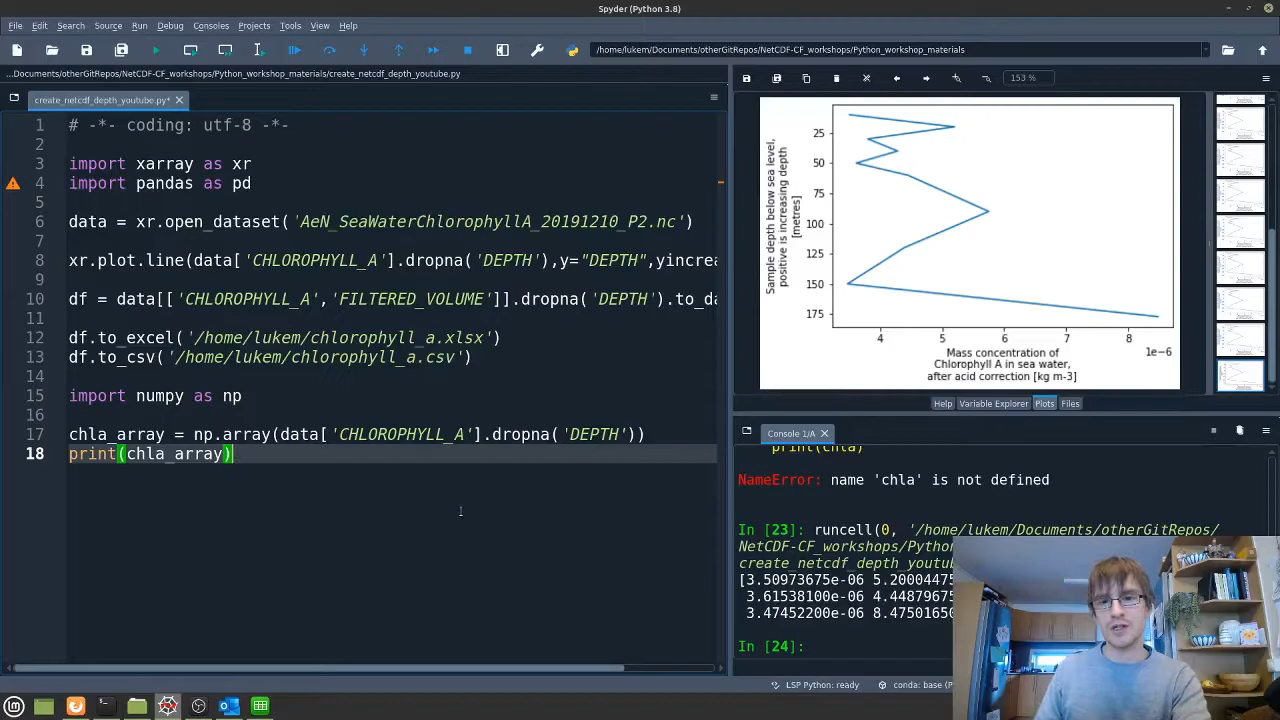 Spyder (Python 3.8)
File Edit Search Source Run Debug Consoles Projects Tools View Help
/home/lukem/Documents/otherGitRepos/NetCDF-CF_workshops/Python_workshop_materials
...Documents/otherGitRepos/NetCDF-CF_workshops/Python_workshop_materials/create_netcdf_depth_youtube.py
create_netcdf_depth_youtube.py*
1 # -*- coding: utf-8 -*-
2
3 import xarray as xr
4 import pandas as pd
5
6 data = xr.open_dataset('AeN_SeaWaterChlorophyllA_20191210_P2.nc')
7
8 xr.plot.line(data['CHLOROPHYLL_A'].dropna('DEPTH'),y="DEPTH",yincre
9
10 df = data[['CHLOROPHYLL_A','FILTERED_VOLUME']].dropna('DEPTH').to_da
11
12 df.to_excel('/home/lukem/chlorophyll_a.xlsx')
13 df.to_csv('/home/lukem/chlorophyll_a.csv')
14
15 import numpy as np
16
17 chla_array = np.array(data['CHLOROPHYLL_A'].dropna('DEPTH'))
18 print(chla_array)
153 %
25
50
75
100
125
150
175
Sample depth below sea level,
positive is increasing depth
[metres]
4 5 6 7 8
1e-6
Mass concentration of
Chlorophyll A in sea water,
after acid correction [kg m-3]
Help Variable Explorer Plots Files
Console 1/A
print(chla)
NameError: name 'chla' is not defined
In [23]: runcell(0, '/home/lukem/Documents/otherGitRepos/
NetCDF-CF_workshops/Python
create_netcdf_depth_youtub
[3.50973675e-06 5.2000447
3.61538100e-06 4.4487967
3.47452200e-06 8.4750165
In [24]:
LSP Python: ready
conda: base (P